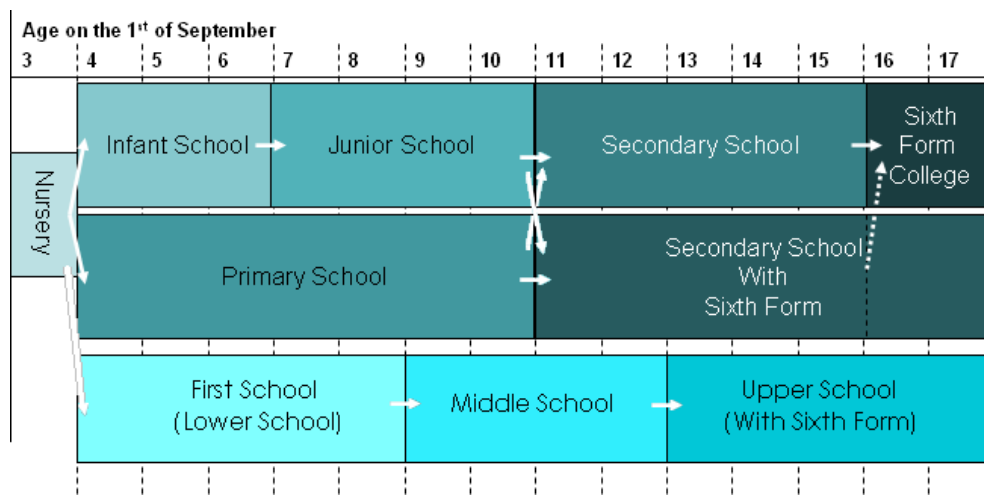 Age on the 1st of September
3 4 5 6 7 8 9 10 11 12 13 14 15 16 17
Nursery
Infant School
Junior School
Secondary School
Sixth
Form
College
Primary School
Secondary School
With
Sixth Form
First School
(Lower School)
Middle School
Upper School
(With Sixth Form)